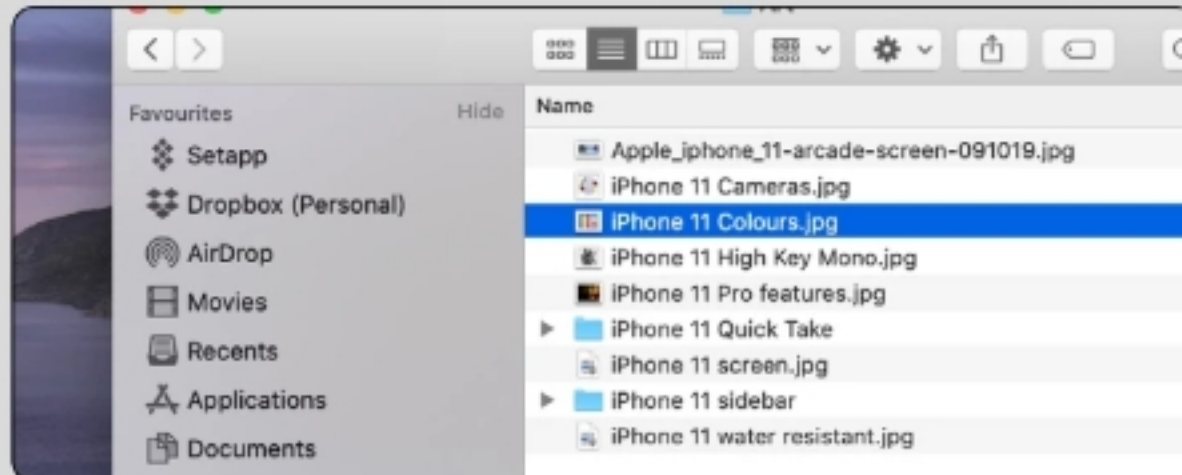 Favourites
Hide
Setapp
Dropbox (Personal)
AirDrop
Movies
Recents
Applications
Documents
Name
Apple_iphone_11-arcade-screen-091019.jpg
iPhone 11 Cameras.jpg
iPhone 11 Colours.jpg
iPhone 11 High Key Mono.jpg
iPhone 11 Pro features.jpg
iPhone 11 Quick Take
iPhone 11 screen.jpg
iPhone 11 sidebar
iPhone 11 water resistant.jpg